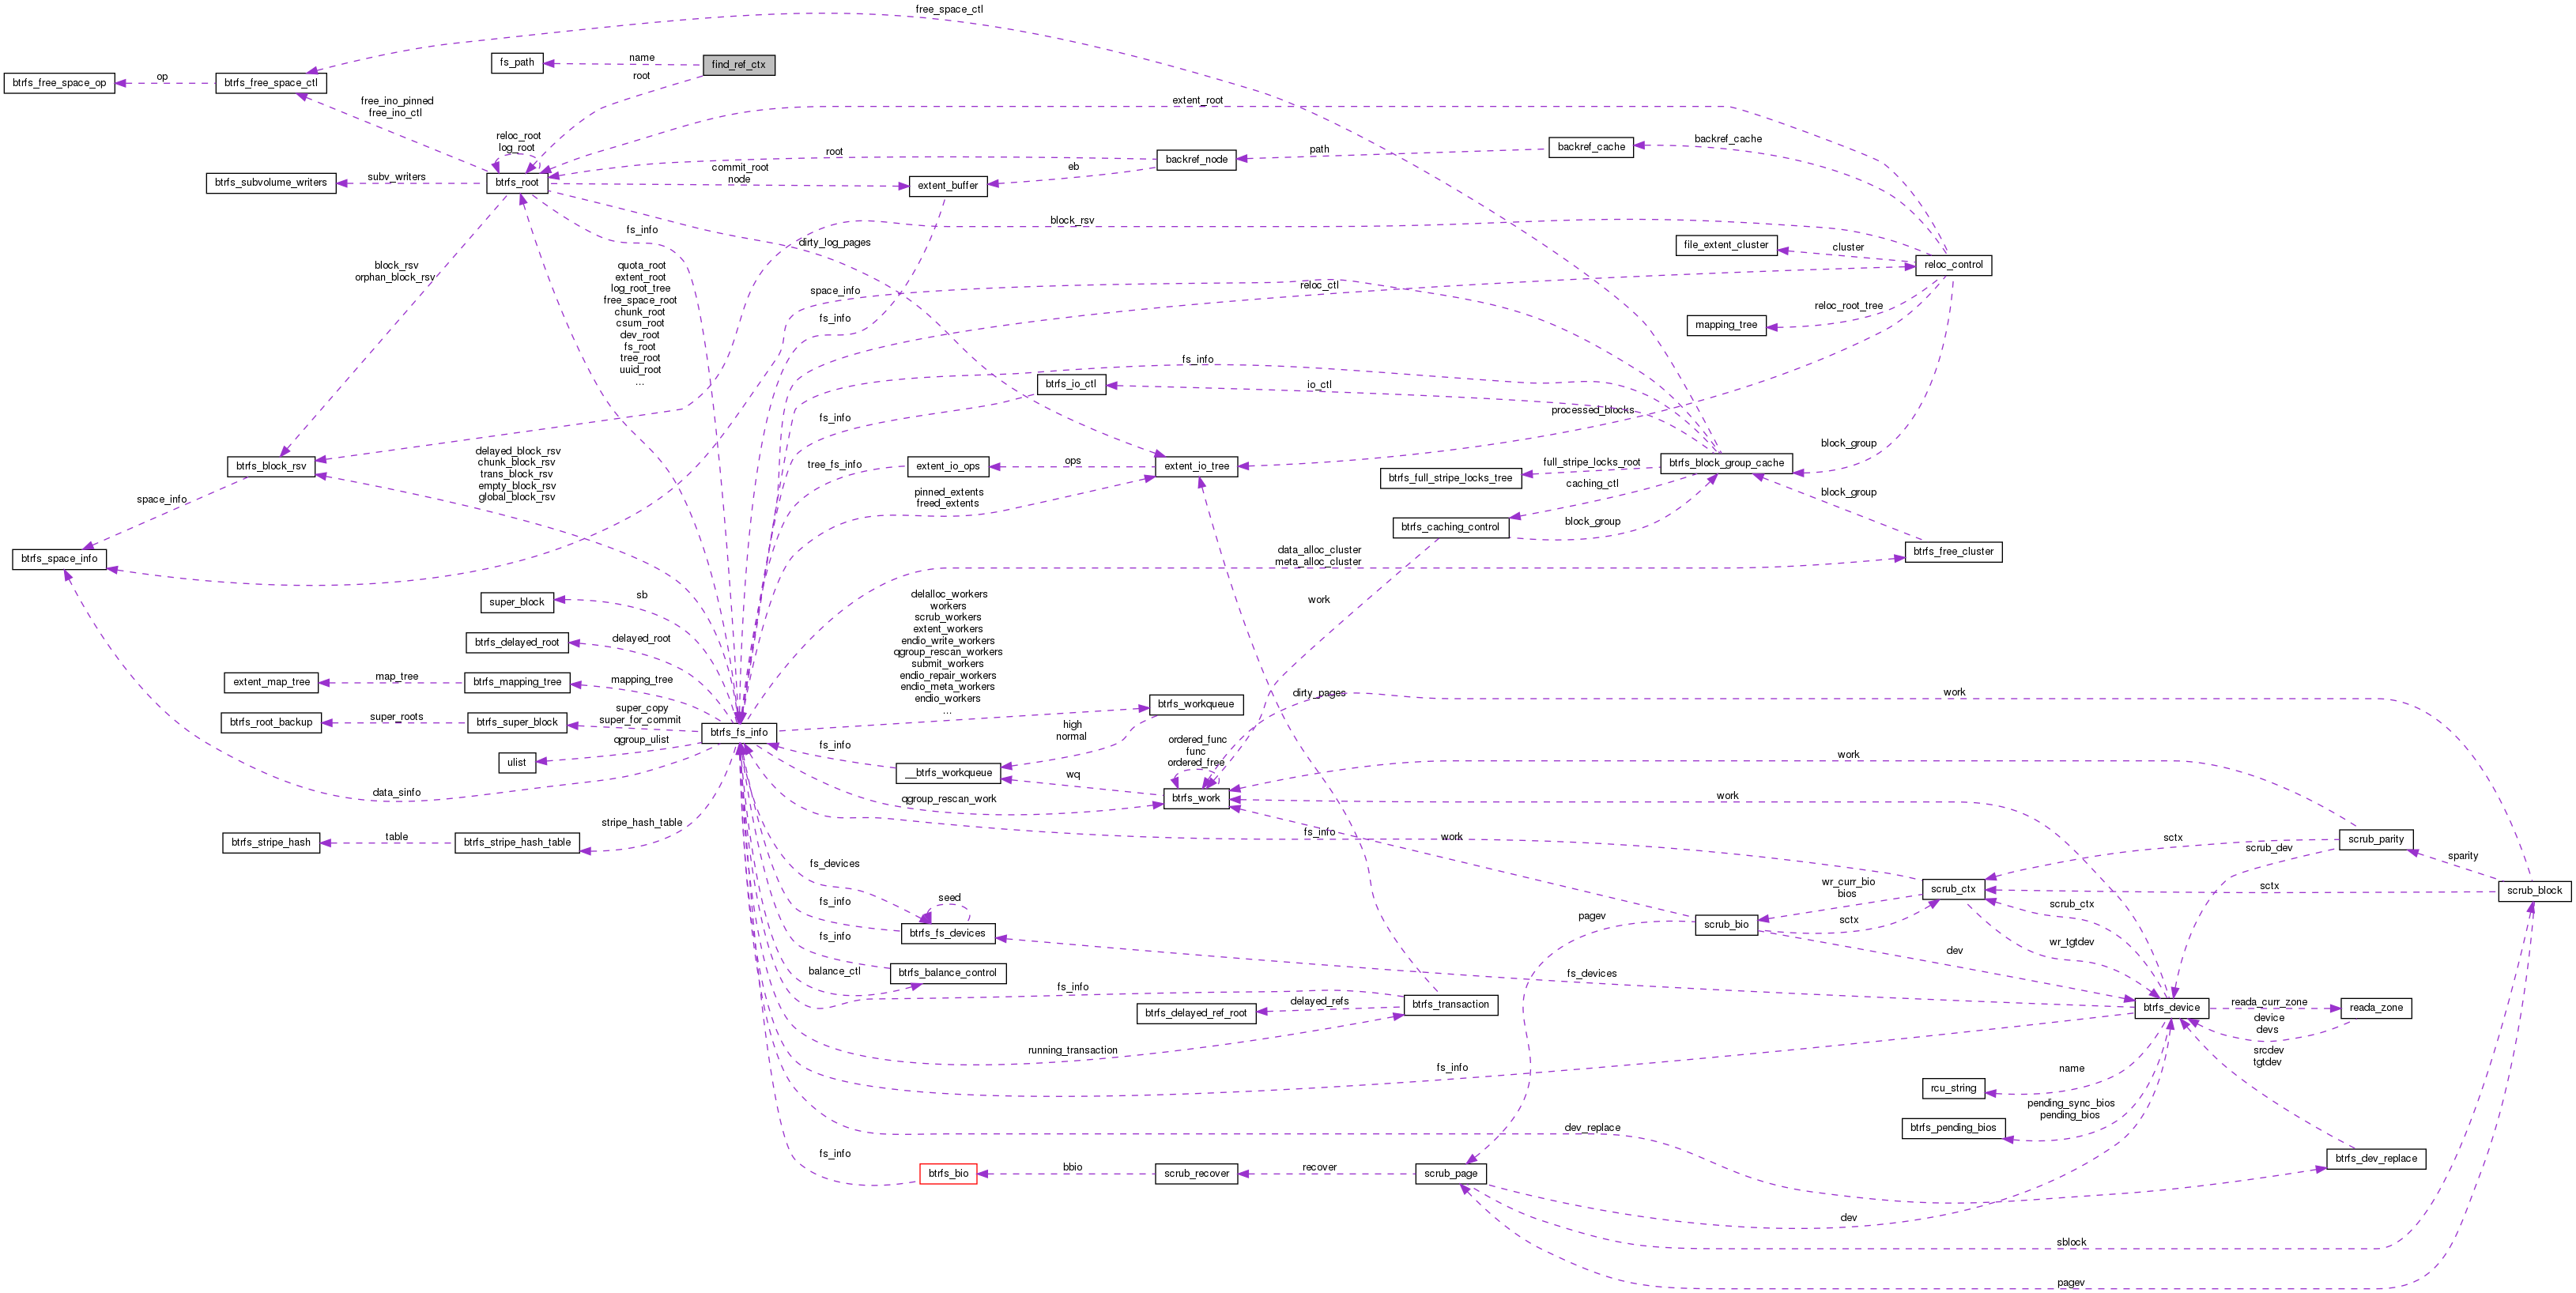 free_space_ctl
fs_path
name
find_ref_ctx
root
btrfs_free_space_op
op
btrfs_free_space_ctl
free_ino_pinned
free_ino_ctl
extent_root
reloc_root
log_root
backref_cache
backref_cache
path
backref_node
root
btrfs_subvolume_writers
subv_writers
btrfs_root
commit_root
node
eb
extent_buffer
block_rsv
fs_info
dirty_log_pages
file_extent_cluster
cluster
reloc_control
block_rsv
orphan_block_rsv
quota_root
extent_root
log_root_tree
free_space_root
chunk_root
csum_root
dev_root
fs_root
tree_root
uuid_root
...
space_info
reloc_ctl
fs_info
reloc_root_tree
mapping_tree
fs_info
btrfs_io_ctl
io_ctl
fs_info
processed_blocks
block_group
btrfs_block_rsv
delayed_block_rsv
chunk_block_rsv
trans_block_rsv
empty_block_rsv
global_block_rsv
tree_fs_info
extent_io_ops
ops
extent_io_tree
full_stripe_locks_root
btrfs_full_stripe_locks_tree
btrfs_block_group_cache
caching_ctl
space_info
pinned_extents
freed_extents
block_group
btrfs_caching_control
block_group
btrfs_space_info
data_alloc_cluster
meta_alloc_cluster
btrfs_free_cluster
super_block
sb
delalloc_workers
workers
scrub_workers
extent_workers
endio_write_workers
qgroup_rescan_workers
submit_workers
endio_repair_workers
endio_meta_workers
endio_workers
...
work
btrfs_delayed_root
delayed_root
extent_map_tree
map_tree
btrfs_mapping_tree
mapping_tree
dirty_pages
work
btrfs_workqueue
btrfs_root_backup
super_roots
btrfs_super_block
super_copy
super_for_commit
btrfs_fs_info
high
normal
ulist
qgroup_ulist
fs_info
__btrfs_workqueue
wq
ordered_func
func
ordered_free
work
data_sinfo
qgroup_rescan_work
btrfs_work
work
btrfs_stripe_hash
table
btrfs_stripe_hash_table
stripe_hash_table
fs_info
work
sctx
scrub_parity
scrub_dev
sparity
fs_devices
wr_curr_bio
bios
scrub_ctx
sctx
scrub_block
seed
fs_info
scrub_ctx
pagev
scrub_bio
sctx
btrfs_fs_devices
fs_info
wr_tgtdev
dev
balance_ctl
btrfs_balance_control
fs_devices
fs_info
delayed_refs
btrfs_delayed_ref_root
btrfs_transaction
btrfs_device
reada_curr_zone
reada_zone
device
devs
running_transaction
fs_info
srcdev
tgtdev
name
rcu_string
pending_sync_bios
pending_bios
btrfs_pending_bios
dev_replace
btrfs_dev_replace
fs_info
btrfs_bio
bbio
scrub_recover
recover
scrub_page
dev
sblock
pagev